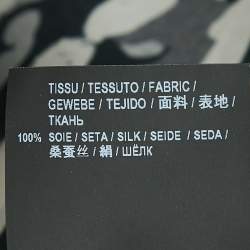 TISSU / TESSUTO / FABRIC /
GEWEBE / TEJIDO / 面料 / 表地 /
ТКАНЬ
100% SOIE / SETA / SILK / SEIDE / SEDA /
桑蚕丝 / 絹 / ШЁЛК